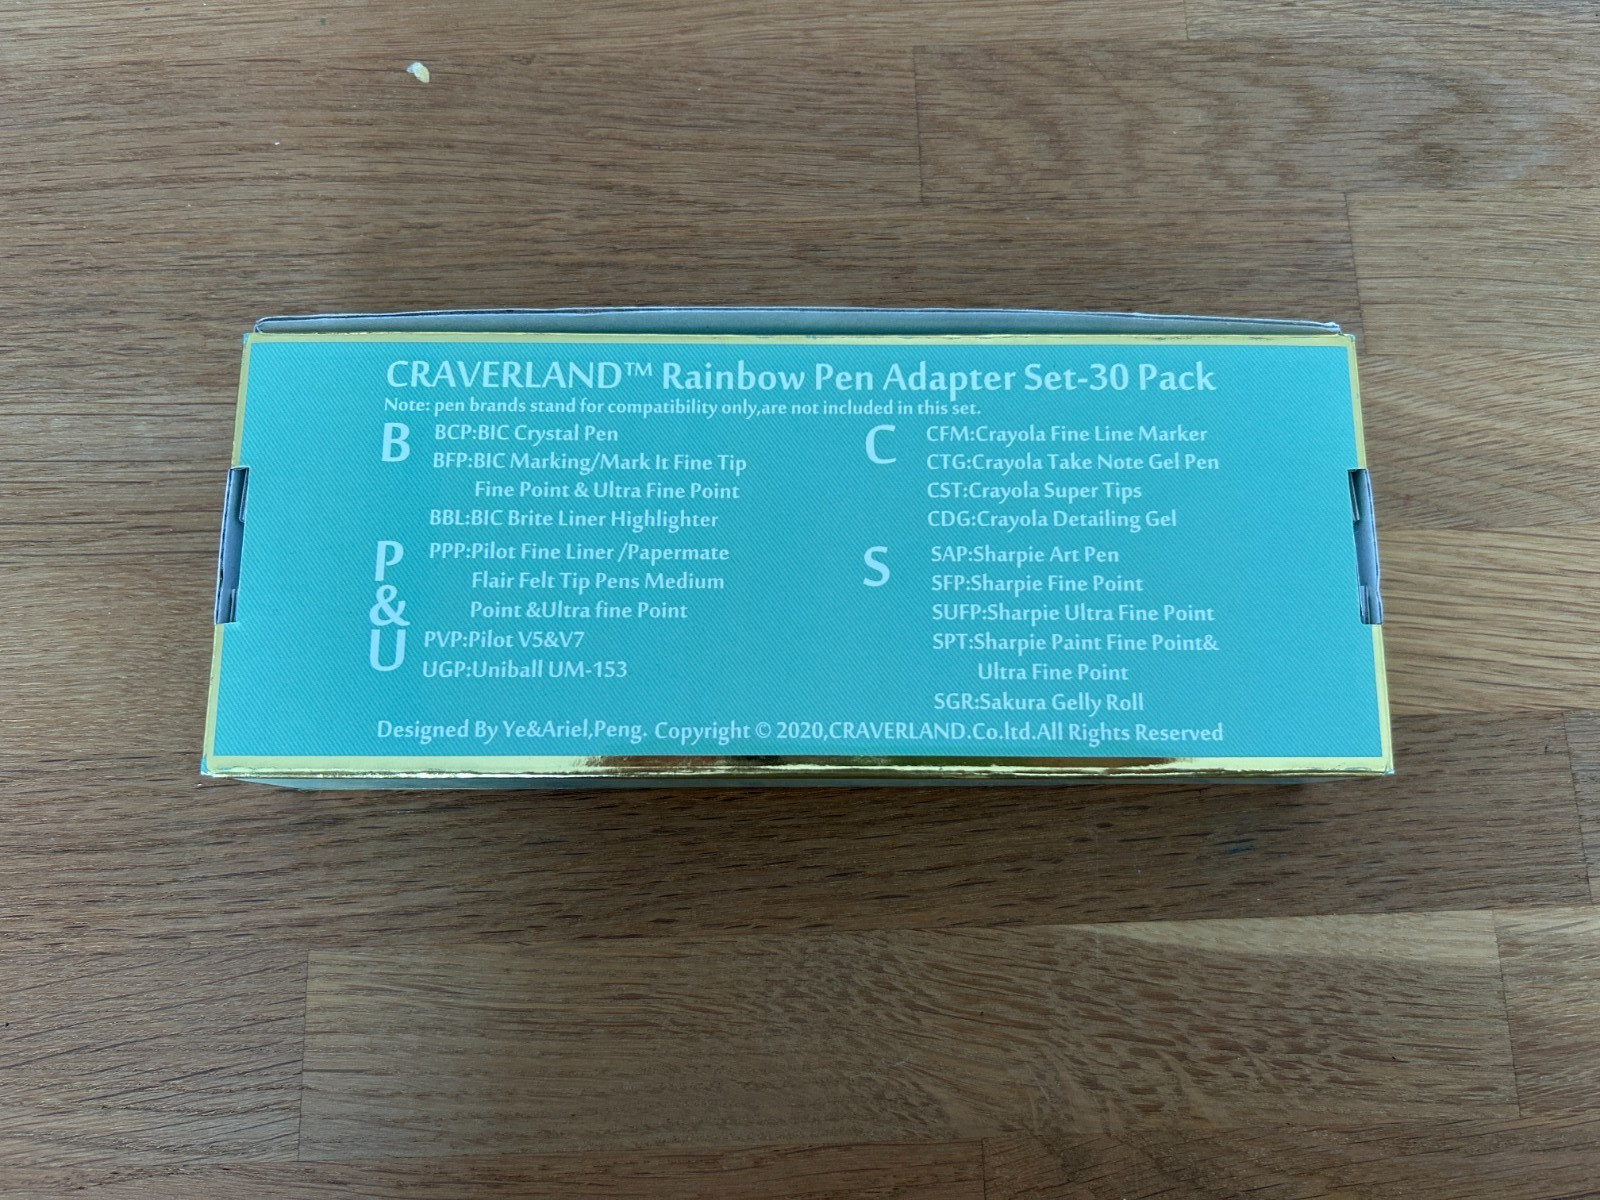 CRAVERLAND™ Rainbow Pen Adapter Set-30 Pack
Note: pen brands stand for compatibility only,are not included in this set.
B
BCP:BIC Crystal Pen
BFP:BIC Marking/Mark It Fine Tip
Fine Point & Ultra Fine Point
BBL:BIC Brite Liner Highlighter
P
&
U
PPP:Pilot Fine Liner /Papermate
Flair Felt Tip Pens Medium
Point &Ultra fine Point
PVP:Pilot V5&V7
UGP:Uniball UM-153
C
CFM:Crayola Fine Line Marker
CTG:Crayola Take Note Gel Pen
CST:Crayola Super Tips
CDG:Crayola Detailing Gel
S
SAP:Sharpie Art Pen
SFP:Sharpie Fine Point
SUFP:Sharpie Ultra Fine Point
SPT:Sharpie Paint Fine Point&
Ultra Fine Point
SGR:Sakura Gelly Roll
Designed By Ye&Ariel,Peng. Copyright © 2020,CRAVERLAND.Co.ltd.All Rights Reserved